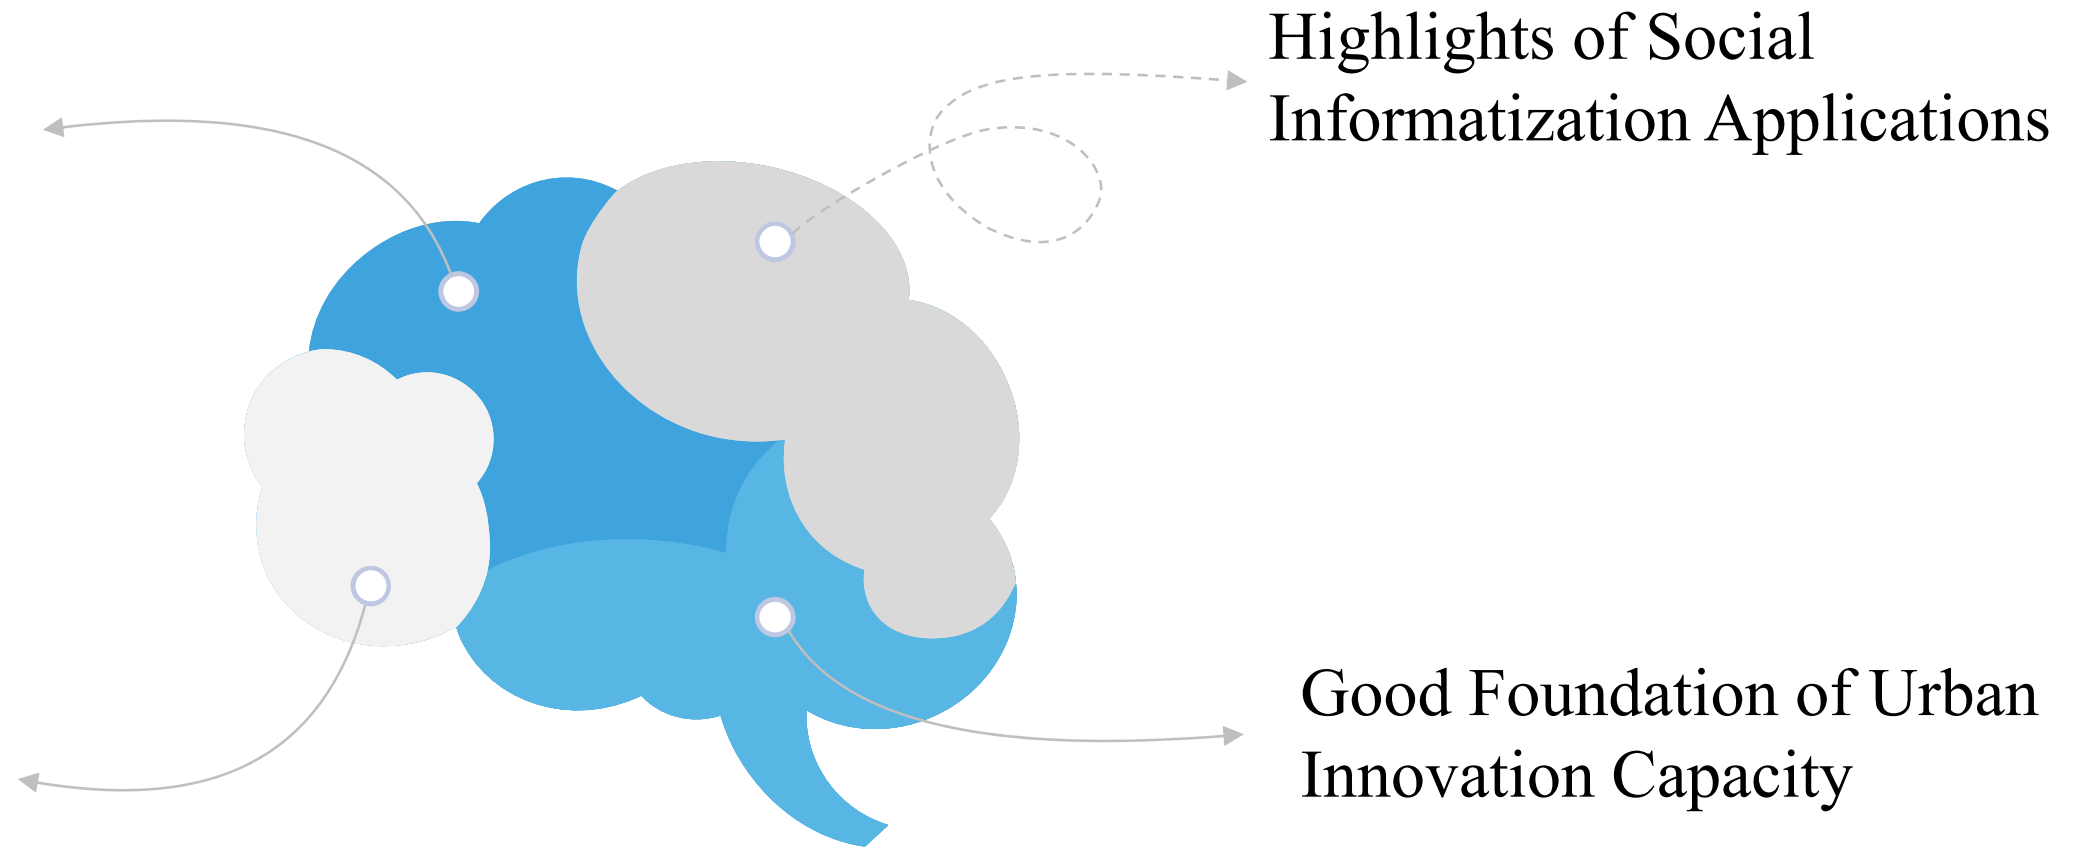 Highlights of Social
Informatization Applications
Good Foundation of Urban
Innovation Capacity